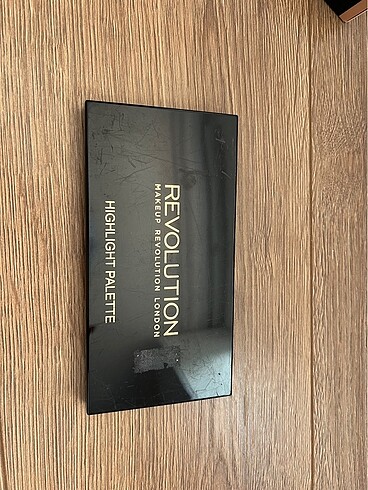 REVOLUTION
MAKEUP REVOLUTION LONDON
HIGHLIGHT PALETTE